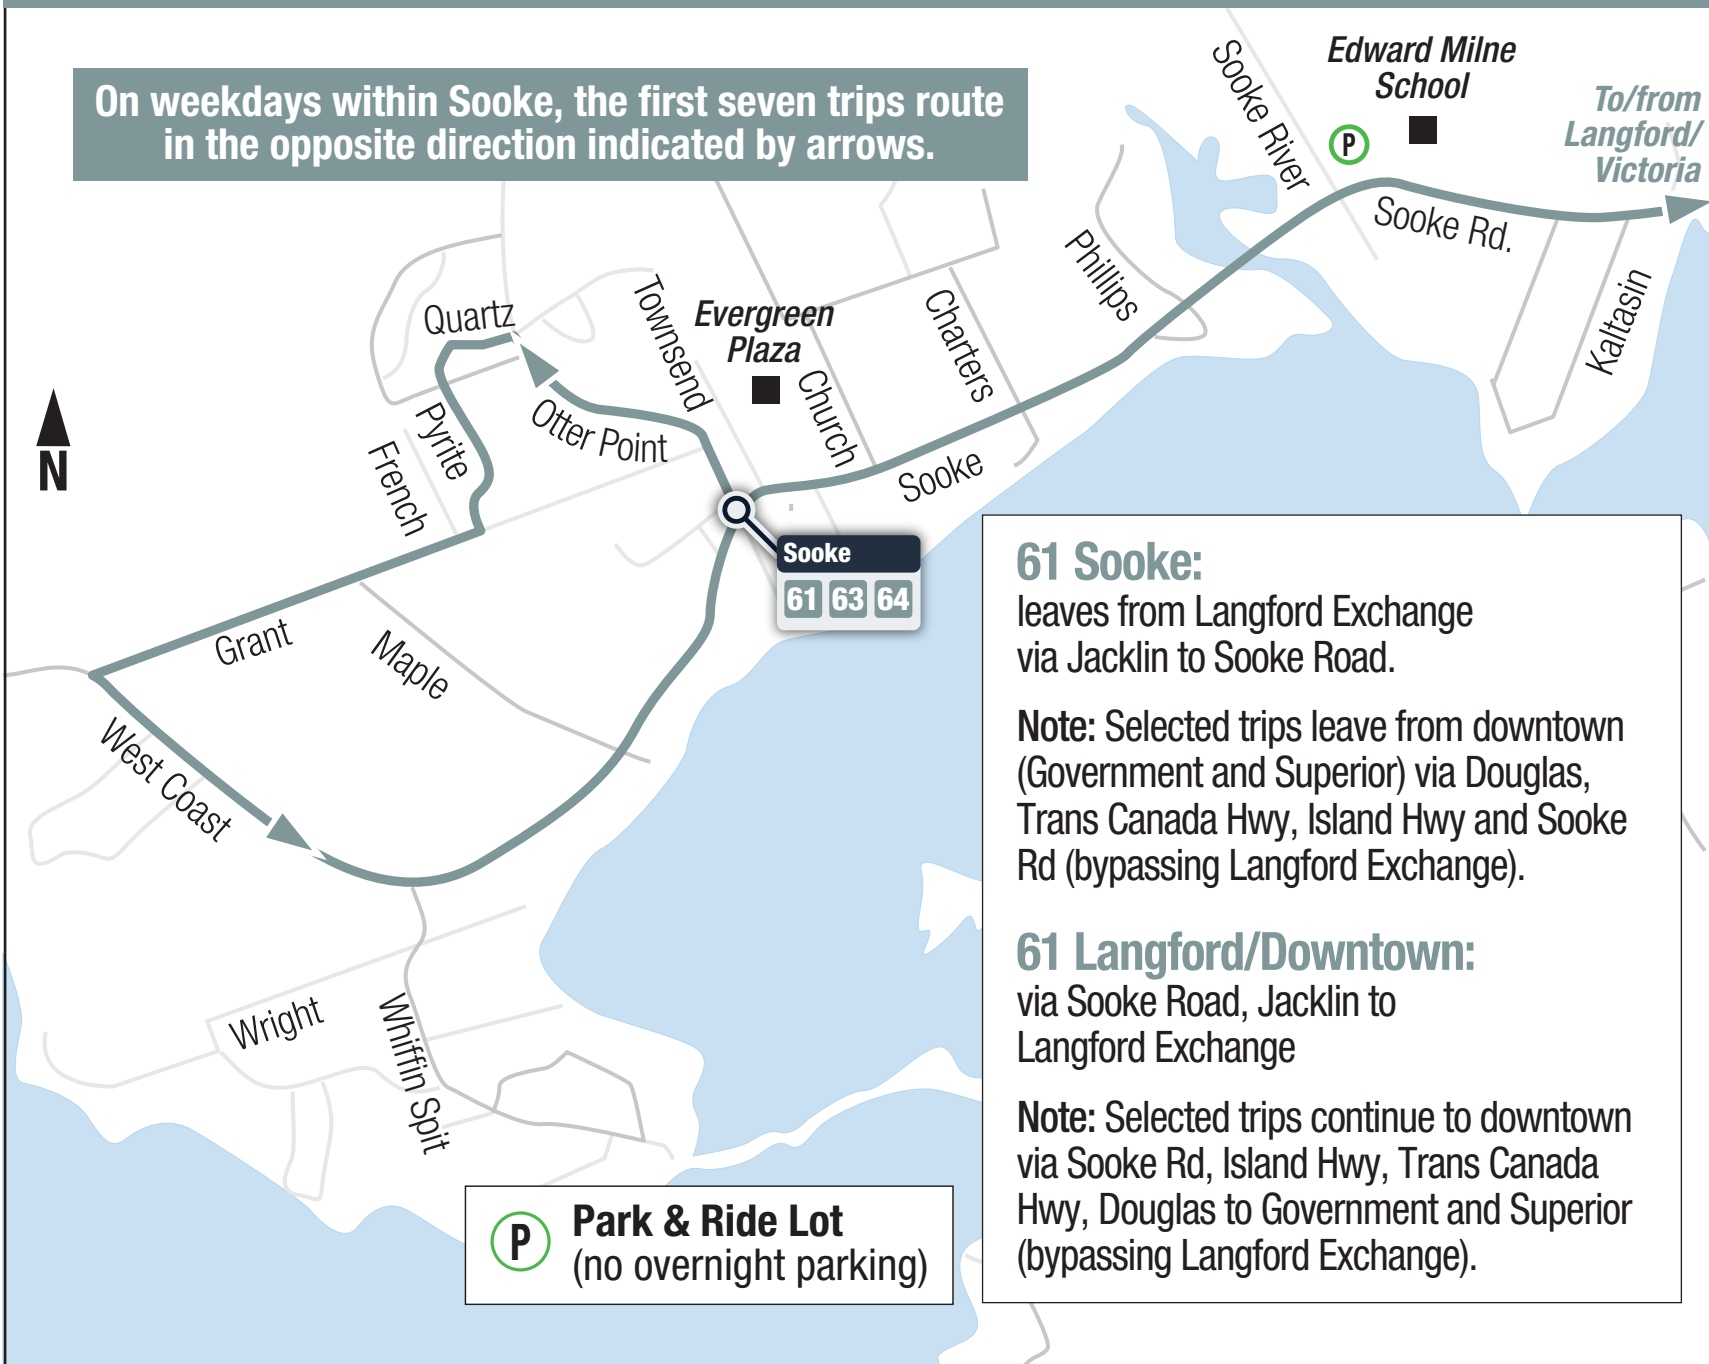 On weekdays within Sooke, the first seven trips route
in the opposite direction indicated by arrows.
Sooke River
Edward Milne
School
P
To/from
Langford/
Victoria
Sooke Rd.
Kaltasin
Phillips
Charters
Townsend
Evergreen
Plaza
Church
Quartz
Otter Point
Pyrite
French
N
Sooke
Sooke
61 63 64
Grant
Maple
West Coast
Wright
Whiffin Spit
61 Sooke:
leaves from Langford Exchange
via Jacklin to Sooke Road.
Note: Selected trips leave from downtown
(Government and Superior) via Douglas,
Trans Canada Hwy, Island Hwy and Sooke
Rd (bypassing Langford Exchange).
61 Langford/Downtown:
via Sooke Road, Jacklin to
Langford Exchange
Note: Selected trips continue to downtown
via Sooke Rd, Island Hwy, Trans Canada
Hwy, Douglas to Government and Superior
(bypassing Langford Exchange).
P
Park & Ride Lot
(no overnight parking)